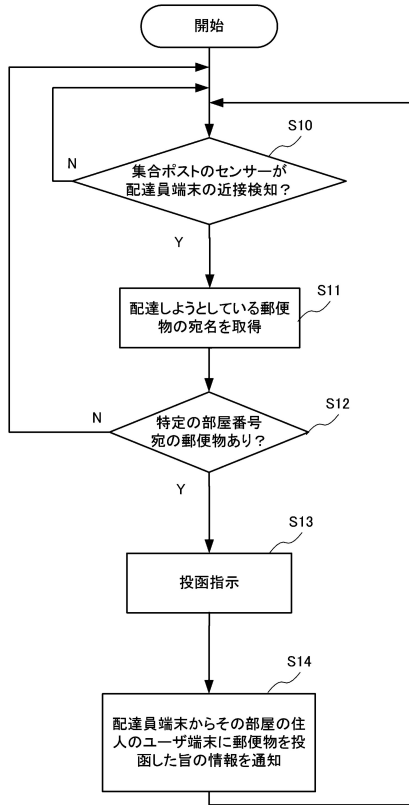 開始
S10
N
集合ポストのセンサーが
配達員端末の近接検知？
Y
S11
配達しようとしている郵便
物の宛名を取得
S12
N
特定の部屋番号
宛の郵便物あり？
Y
S13
投函指示
S14
配達員端末からその部屋の住
人のユーザ端末に郵便物を投
函した旨の情報を通知